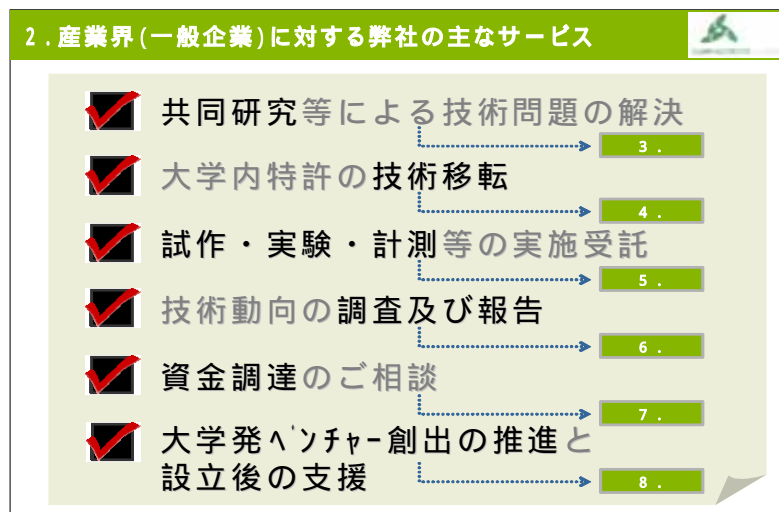 2．産業界(一般企業)に対する弊社の主なサービス
共同研究等による技術問題の解決
3．
大学内特許の技術移転
4．
試作・実験・計測等の実施受託
5．
技術動向の調査及び報告
6．
資金調達のご相談
7．
大学発ﾍﾞﾝﾁｬｰ創出の推進と
設立後の支援
8．